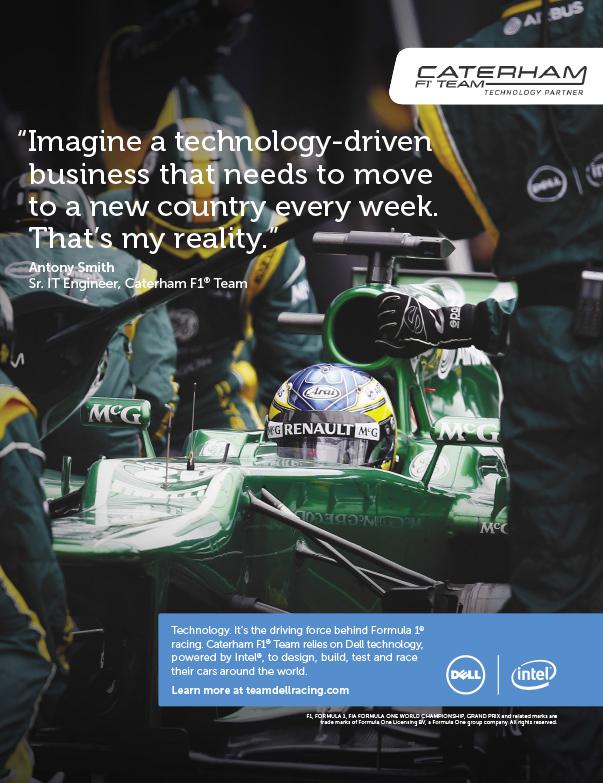 AIRBUS
CATERHAM
F1® TEAM
TECHNOLOGY PARTNER
“Imagine a technology-driven
business that needs to move
to a new country every week.
That’s my reality.”
Antony Smith
Sr. IT Engineer, Caterham F1® Team
DELL
GE
sparco
Arai
McG
McG RENAULT McG
McG
McGREGOR
McG
Technology. It’s the driving force behind Formula 1®
racing. Caterham F1® Team relies on Dell technology,
powered by Intel®, to design, build, test and race
their cars around the world.
Learn more at teamdellracing.com
DELL
intel®
F1, FORMULA 1, FIA FORMULA ONE WORLD CHAMPIONSHIP, GRAND PRIX and related marks are
trade marks of Formula One Licensing BV, a Formula One group company. All rights reserved.